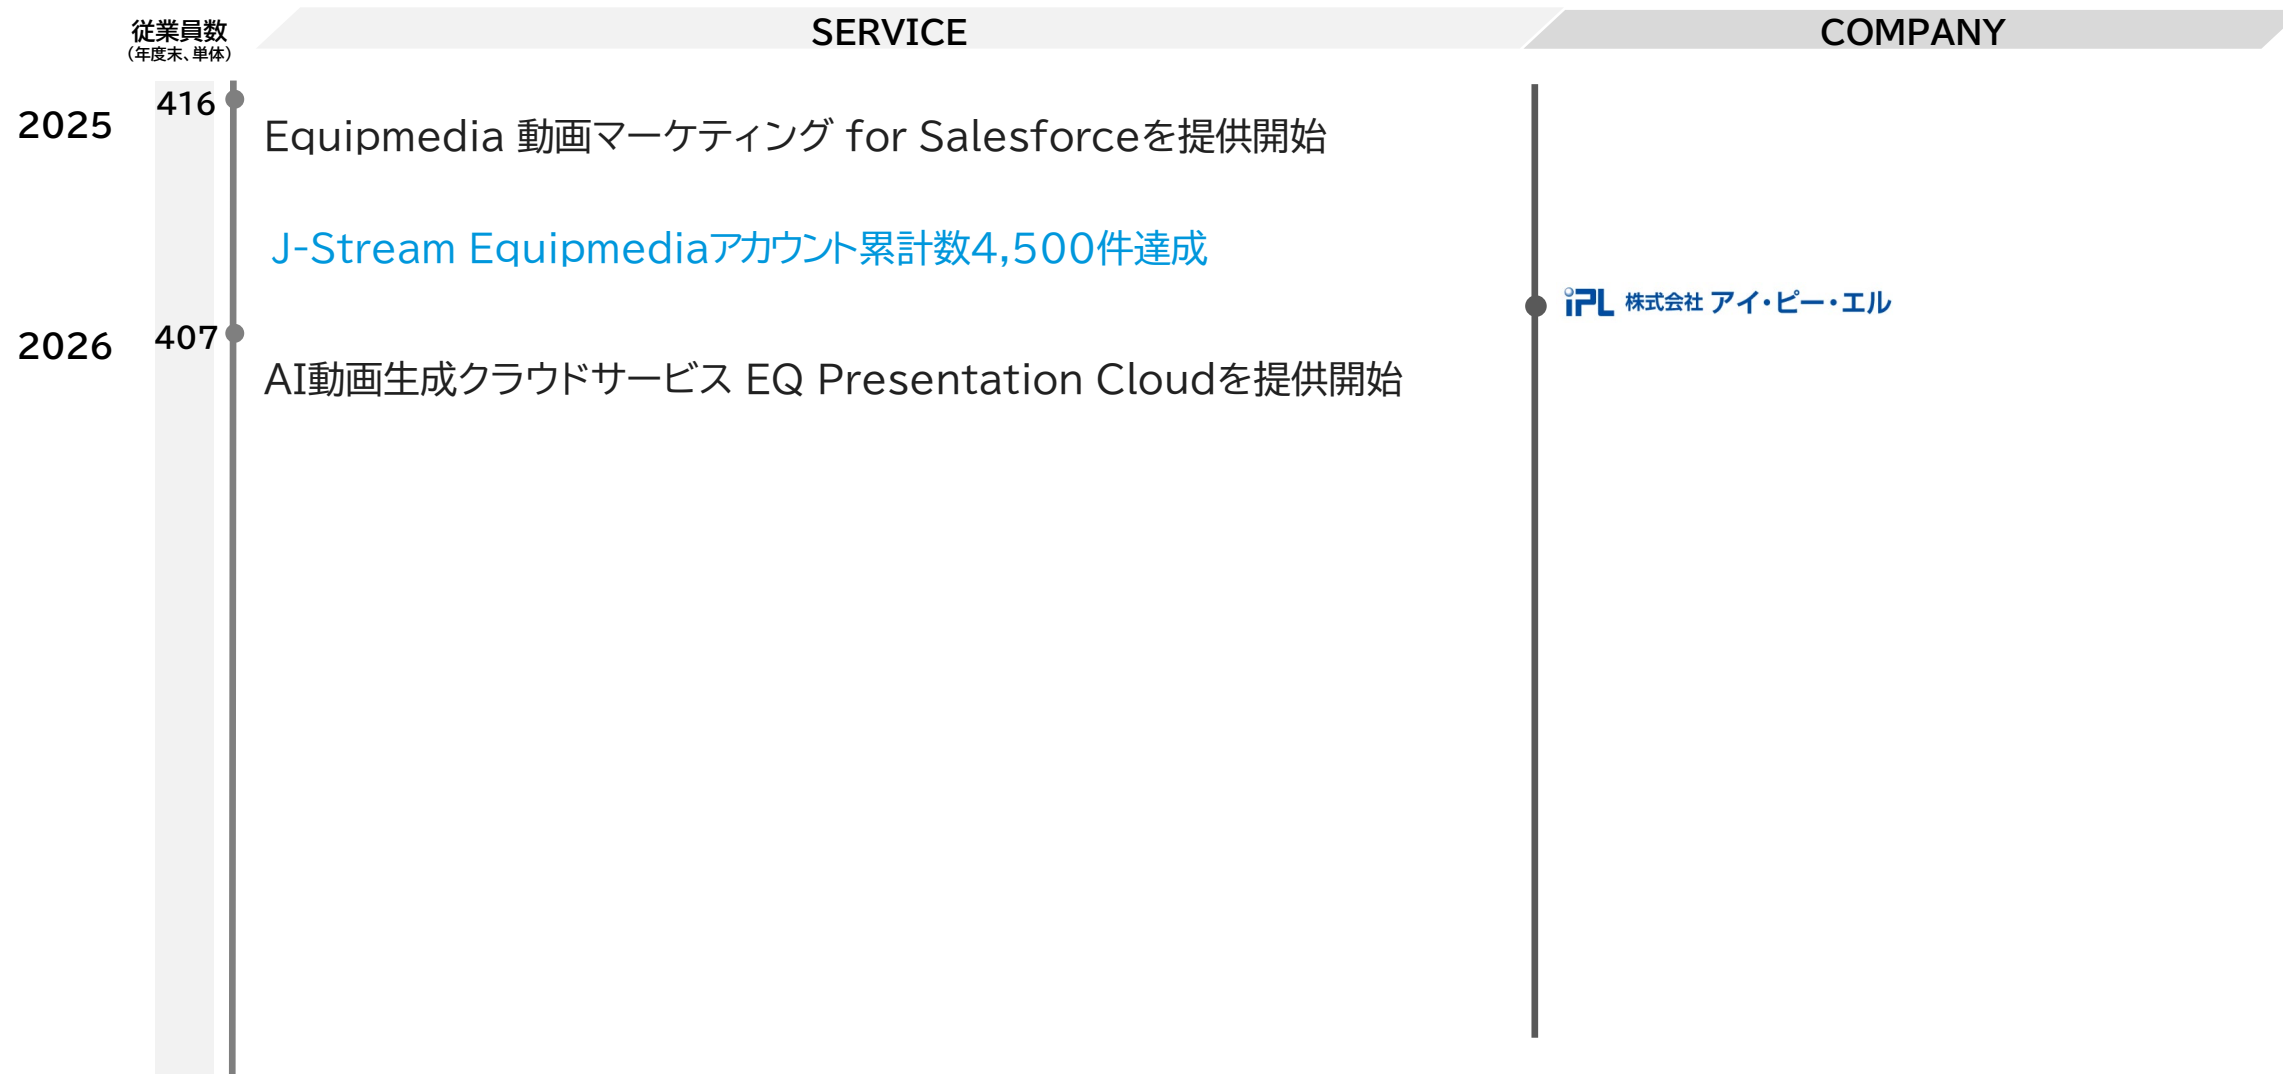 従業員数
（年度末、単体）
SERVICE
COMPANY
2025
416
Equipmedia 動画マーケティング for Salesforceを提供開始
J-Stream Equipmediaアカウント累計数4,500件達成
iPL 株式会社 アイ・ピー・エル
2026
407
AI動画生成クラウドサービス EQ Presentation Cloudを提供開始